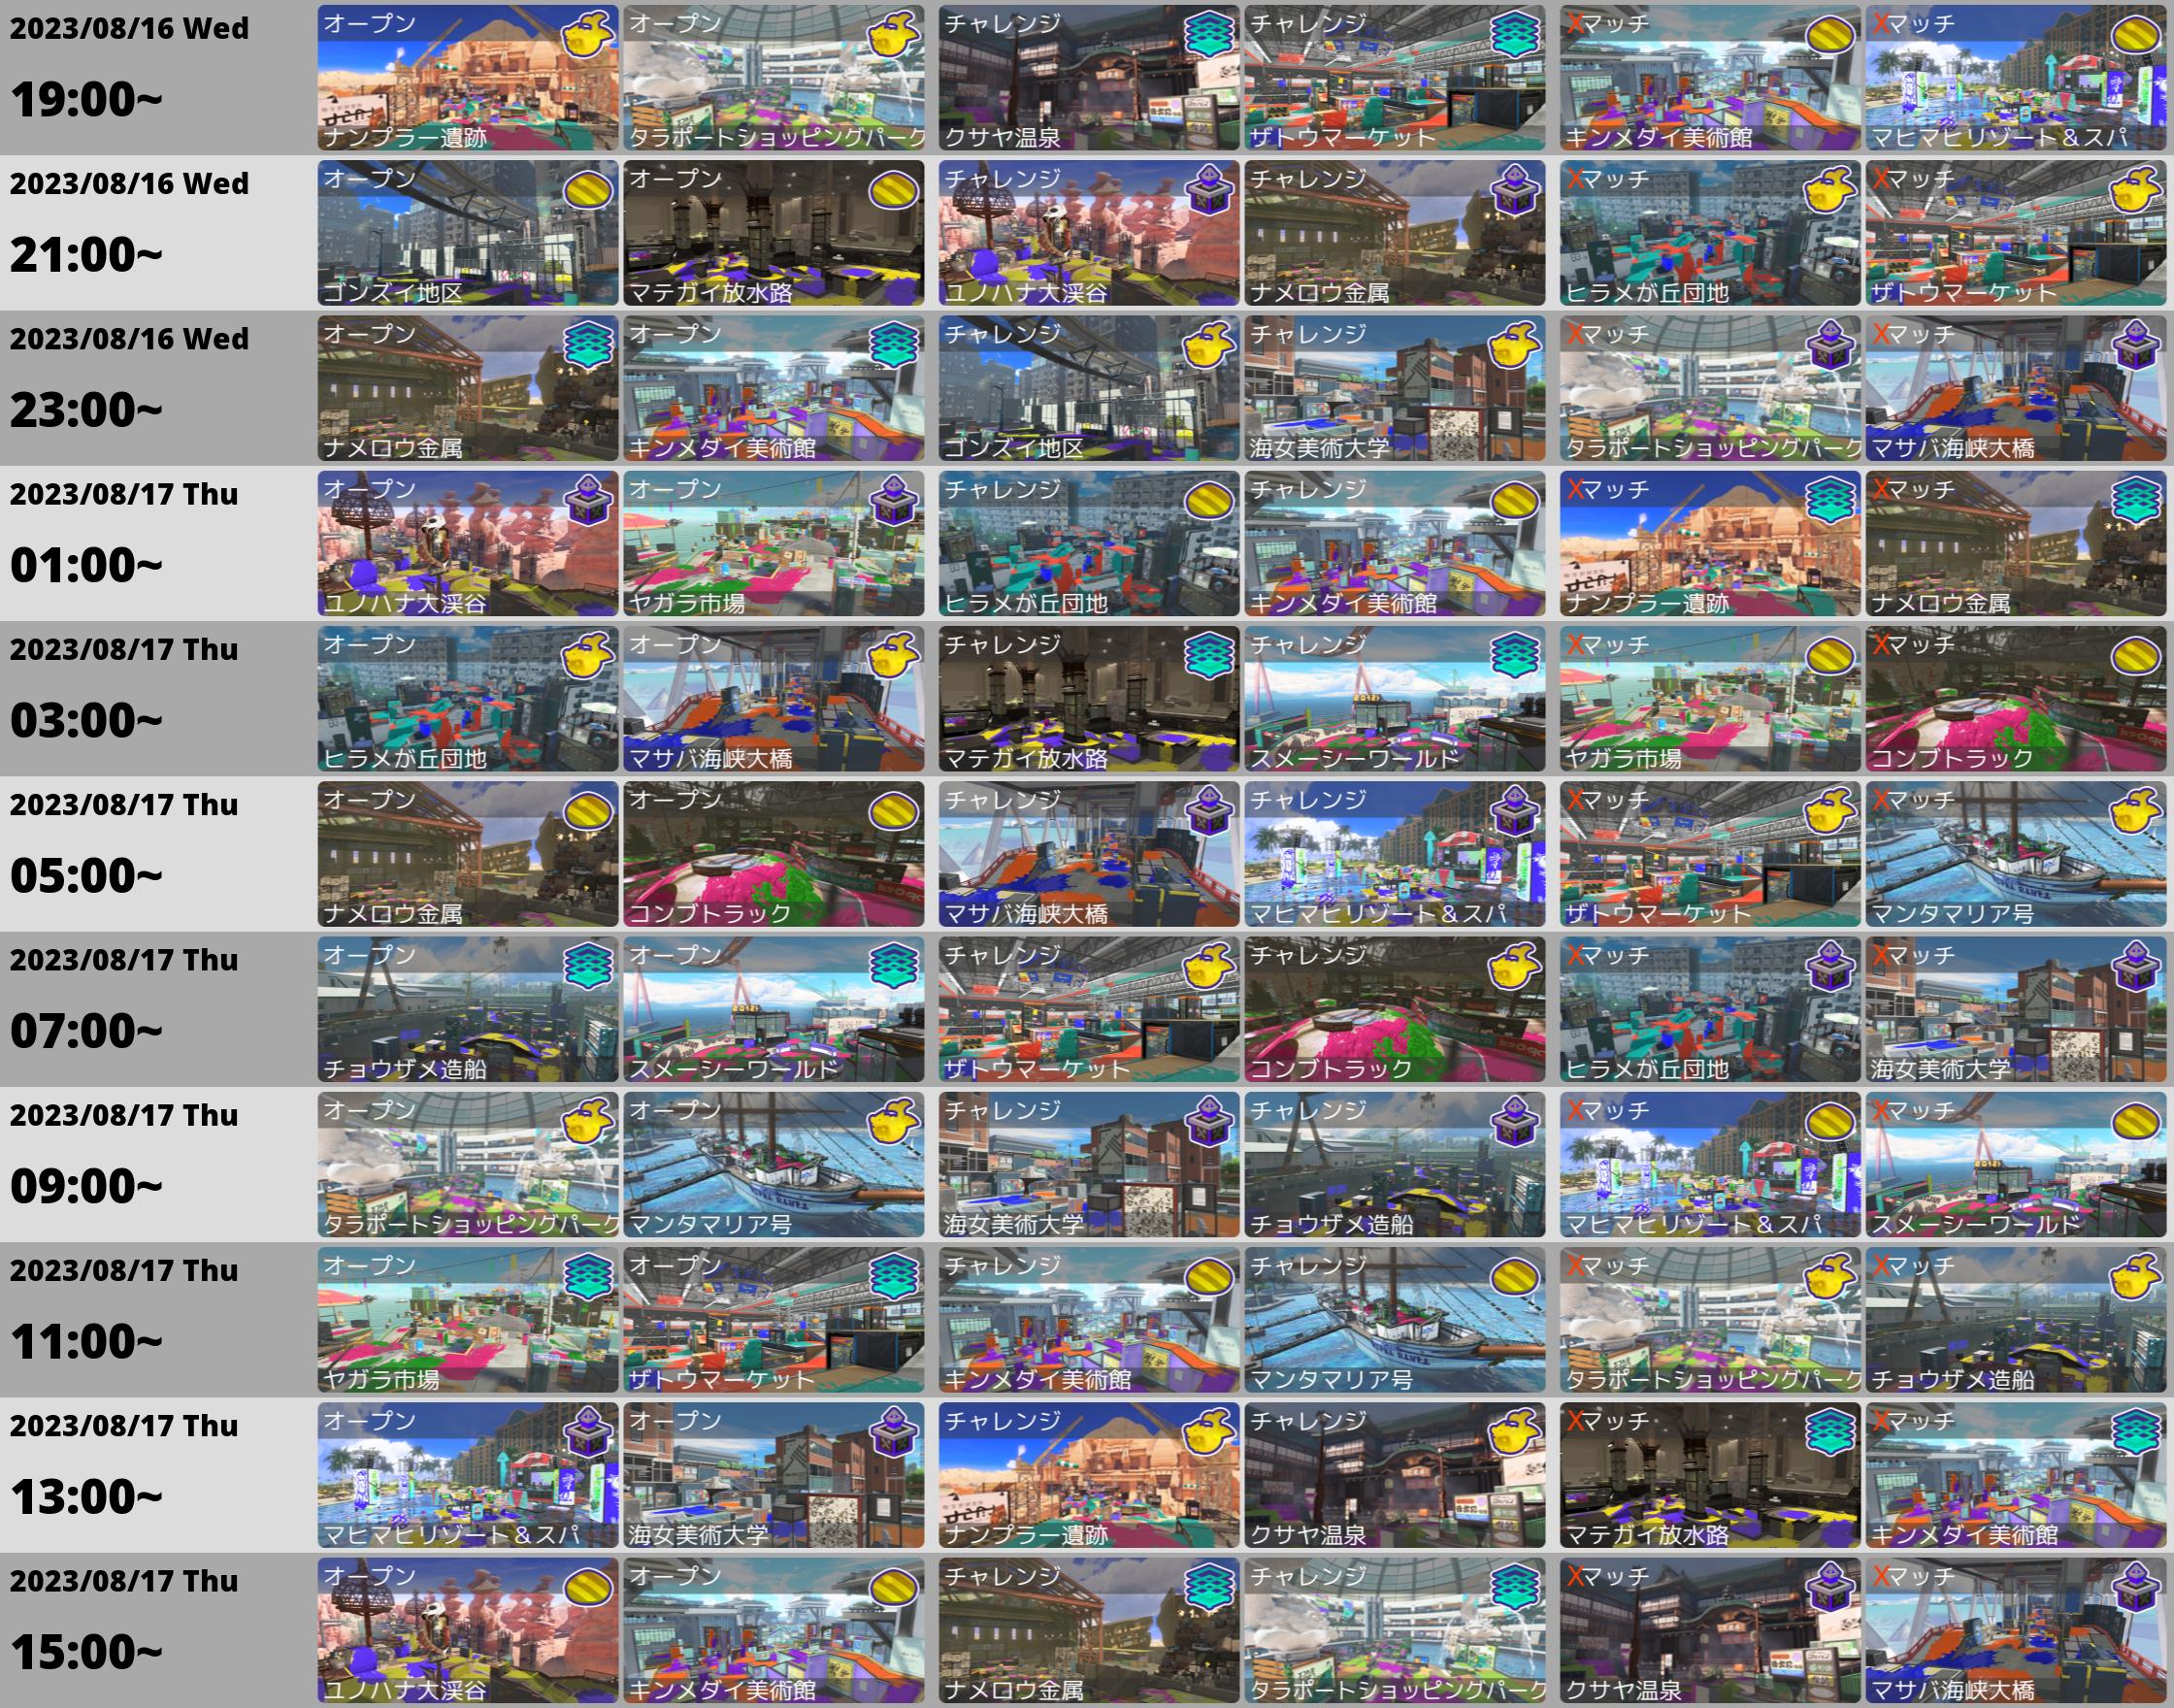 2023/08/16 Wed
19:00~
オープン
ナンプラー遺跡
オープン
タラポートショッピングパーク
チャレンジ
クサヤ温泉
チャレンジ
ザトウマーケット
Xマッチ
キンメダイ美術館
Xマッチ
マヒマヒリゾート＆スパ
2023/08/16 Wed
21:00~
オープン
ゴンズイ地区
オープン
マテガイ放水路
チャレンジ
ユノハナ大渓谷
チャレンジ
ナメロウ金属
Xマッチ
ヒラメが丘団地
Xマッチ
ザトウマーケット
2023/08/16 Wed
23:00~
オープン
ナメロウ金属
オープン
キンメダイ美術館
チャレンジ
ゴンズイ地区
チャレンジ
海女美術大学
Xマッチ
タラポートショッピングパーク
Xマッチ
マサバ海峡大橋
2023/08/17 Thu
01:00~
オープン
ユノハナ大渓谷
オープン
ヤガラ市場
チャレンジ
ヒラメが丘団地
チャレンジ
キンメダイ美術館
Xマッチ
ナンプラー遺跡
Xマッチ
ナメロウ金属
2023/08/17 Thu
03:00~
オープン
ヒラメが丘団地
オープン
マサバ海峡大橋
チャレンジ
マテガイ放水路
チャレンジ
スメーシーワールド
Xマッチ
ヤガラ市場
Xマッチ
コンブトラック
2023/08/17 Thu
05:00~
オープン
ナメロウ金属
オープン
コンブトラック
チャレンジ
マサバ海峡大橋
チャレンジ
マヒマヒリゾート＆スパ
Xマッチ
ザトウマーケット
Xマッチ
マンタマリア号
2023/08/17 Thu
07:00~
オープン
チョウザメ造船
オープン
スメーシーワールド
チャレンジ
ザトウマーケット
チャレンジ
コンブトラック
Xマッチ
ヒラメが丘団地
Xマッチ
海女美術大学
2023/08/17 Thu
09:00~
オープン
タラポートショッピングパーク
オープン
マンタマリア号
チャレンジ
海女美術大学
チャレンジ
チョウザメ造船
Xマッチ
マヒマヒリゾート＆スパ
Xマッチ
スメーシーワールド
2023/08/17 Thu
11:00~
オープン
ヤガラ市場
オープン
ザトウマーケット
チャレンジ
キンメダイ美術館
チャレンジ
マンタマリア号
Xマッチ
タラポートショッピングパーク
Xマッチ
チョウザメ造船
2023/08/17 Thu
13:00~
オープン
マヒマヒリゾート＆スパ
オープン
海女美術大学
チャレンジ
ナンプラー遺跡
チャレンジ
クサヤ温泉
Xマッチ
マテガイ放水路
Xマッチ
キンメダイ美術館
2023/08/17 Thu
15:00~
オープン
ユノハナ大渓谷
オープン
キンメダイ美術館
チャレンジ
ナメロウ金属
チャレンジ
タラポートショッピングパーク
Xマッチ
クサヤ温泉
Xマッチ
マサバ海峡大橋